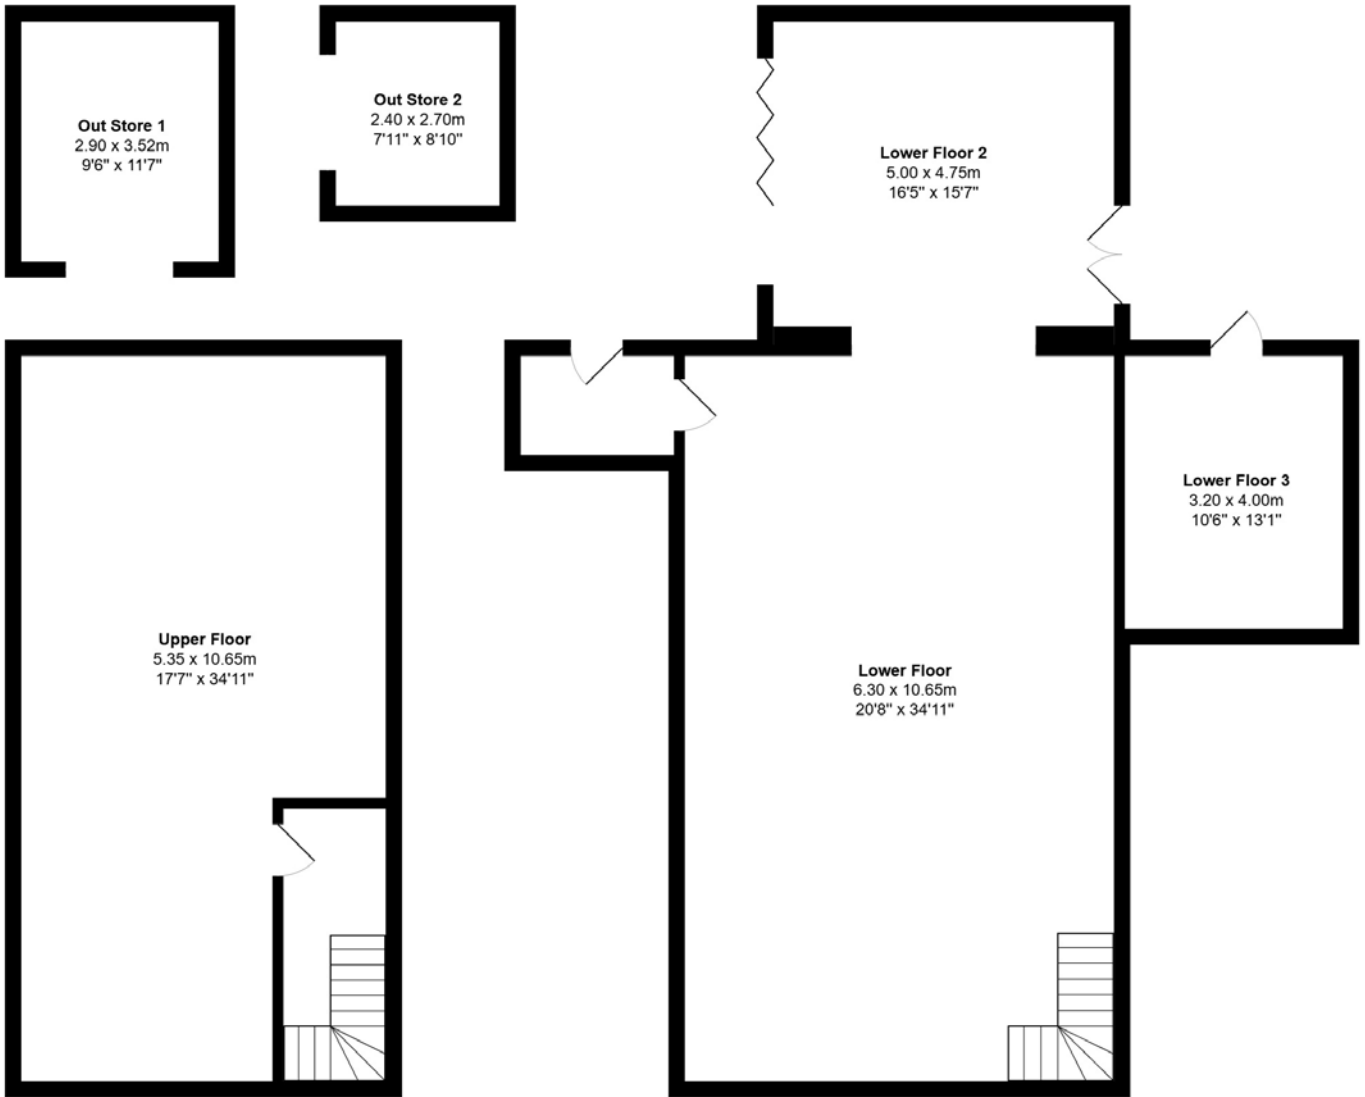 Out Store 1
2.90 x 3.52m
9'6" x 11'7"
Out Store 2
2.40 x 2.70m
7'11" x 8'10"
Lower Floor 2
5.00 x 4.75m
16'5" x 15'7"
Lower Floor 3
3.20 x 4.00m
10'6" x 13'1"
Upper Floor
5.35 x 10.65m
17'7" x 34'11"
Lower Floor
6.30 x 10.65m
20'8" x 34'11"